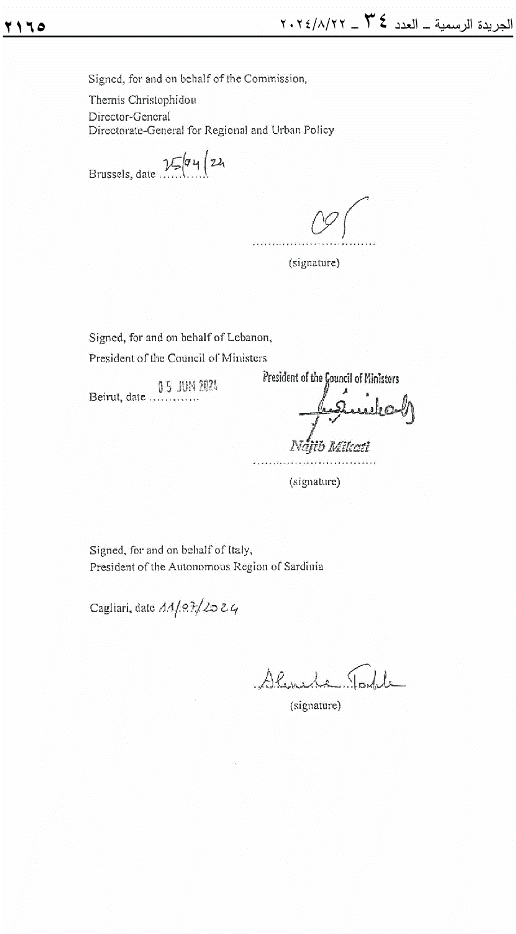 الجريدة الرسمية – العدد ٣٤ – ٢٠٢٤/٨/٢٢
٢١٦٥
Signed, for and on behalf of the Commission,
Themis Christophidou
Director-General
Directorate-General for Regional and Urban Policy
Brussels, date 25/04/24
(signature)
Signed, for and on behalf of Lebanon,
President of the Council of Ministers
Beirut, date 05 JUN 2024
President of the Council of Ministers
Najib Mikati
(signature)
Signed, for and on behalf of Italy,
President of the Autonomous Region of Sardinia
Cagliari, date 11/07/2024
(signature)